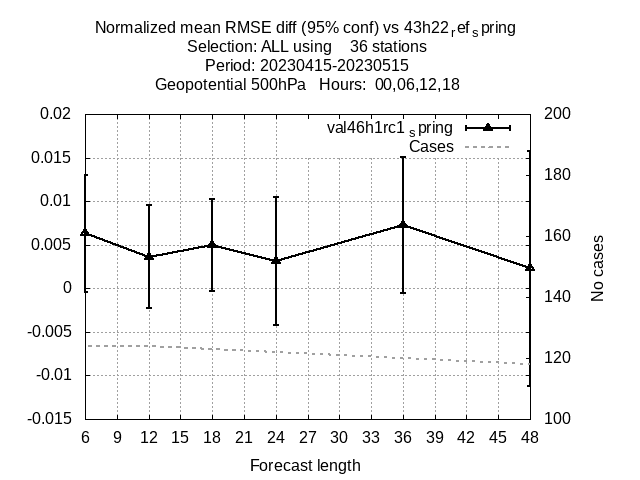 Normalized mean RMSE diff (95% conf) vs 43h22refspring
Selection: ALL using 36 stations
Period: 20230415-20230515
Geopotential 500hPa Hours: 00,06,12,18
0.02
0.015
0.01
0.005
0
-0.005
-0.01
-0.015
200
180
160
140
120
100
val46h1rc1spring
Cases
No cases
6 9 12 15 18 21 24 27 30 33 36 39 42 48
Forecast length